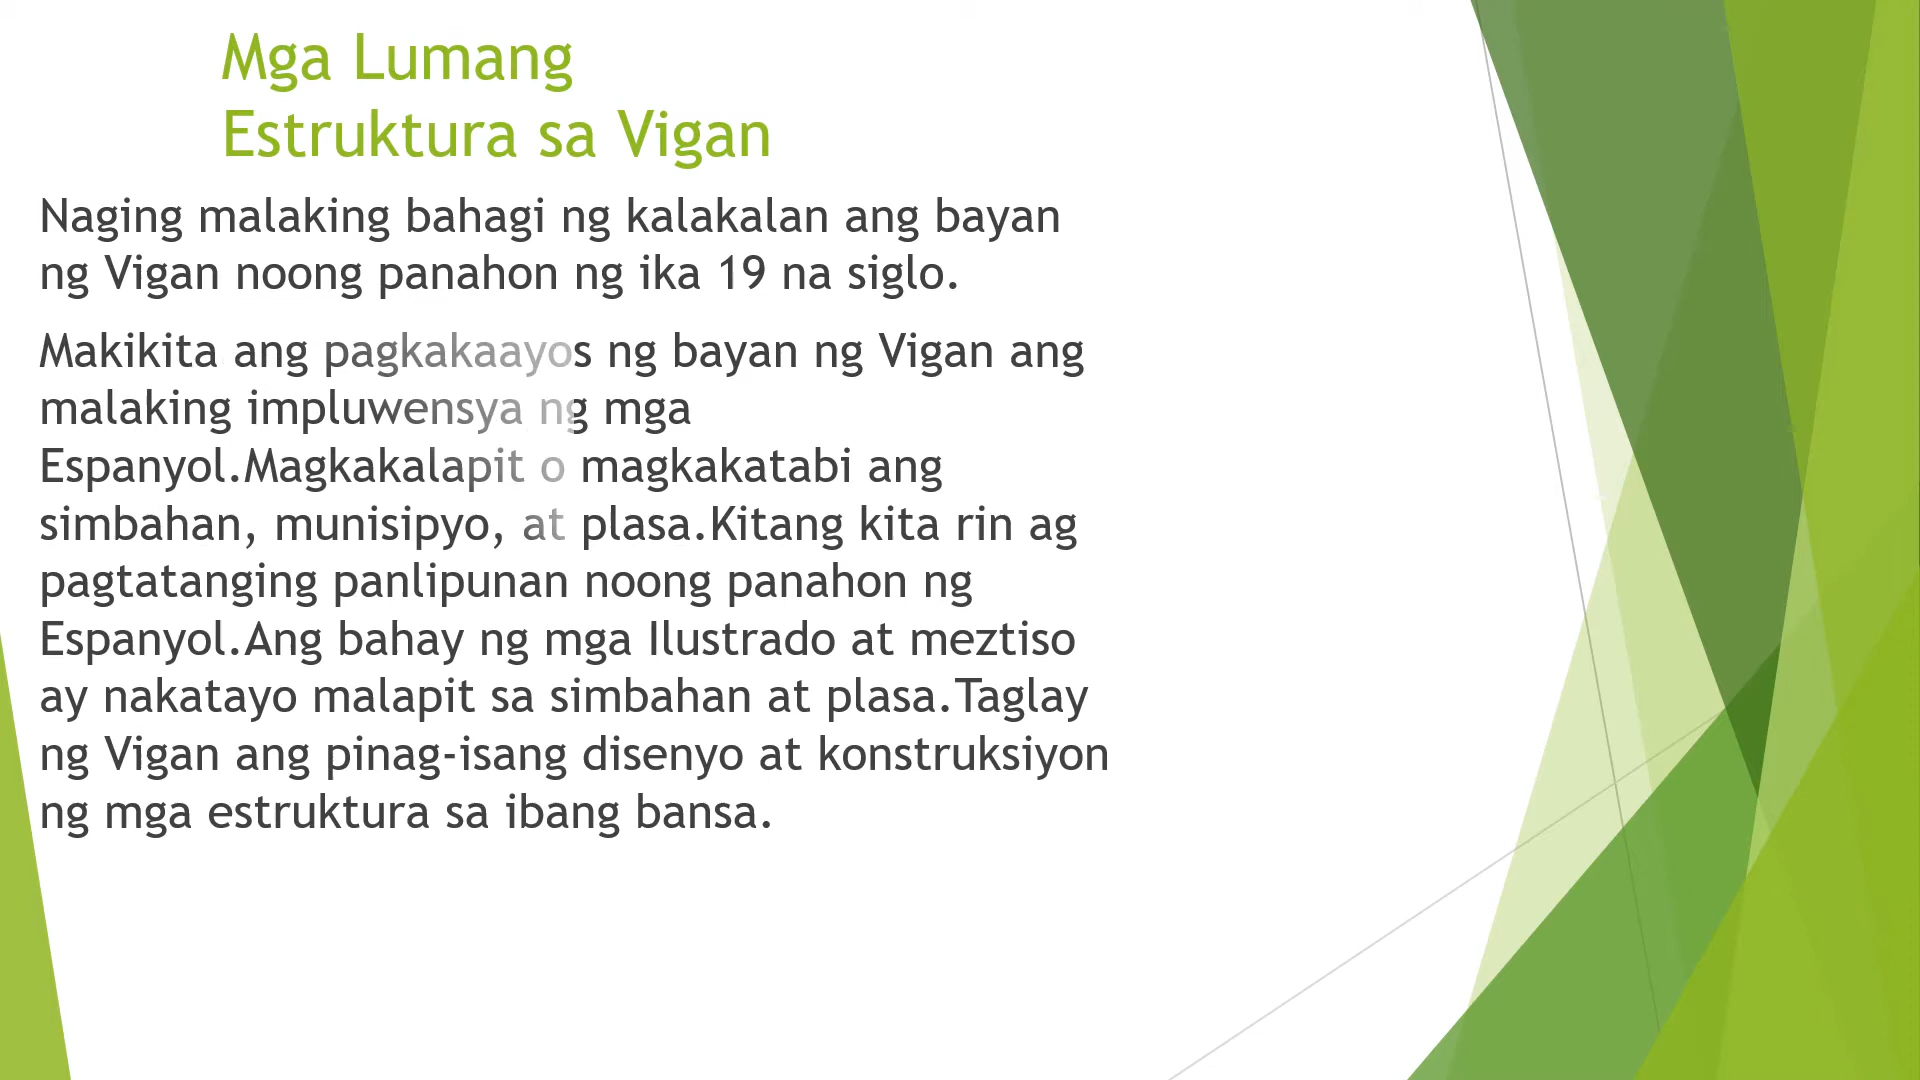 Mga Lumang
Estruktura sa Vigan
Naging malaking bahagi ng kalakalan ang bayan
ng Vigan noong panahon ng ika 19 na siglo.
Makikita ang pagkakaayos ng bayan ng Vigan ang
malaking impluwensya ng mga
Espanyol.Magkakalapit o magkakatabi ang
simbahan, munisipyo, at plasa.Kitang kita rin ag
pagtatanging panlipunan noong panahon ng
Espanyol.Ang bahay ng mga Ilustrado at meztiso
ay nakatayo malapit sa simbahan at plasa.Taglay
ng Vigan ang pinag-isang disenyo at konstruksiyon
ng mga estruktura sa ibang bansa.